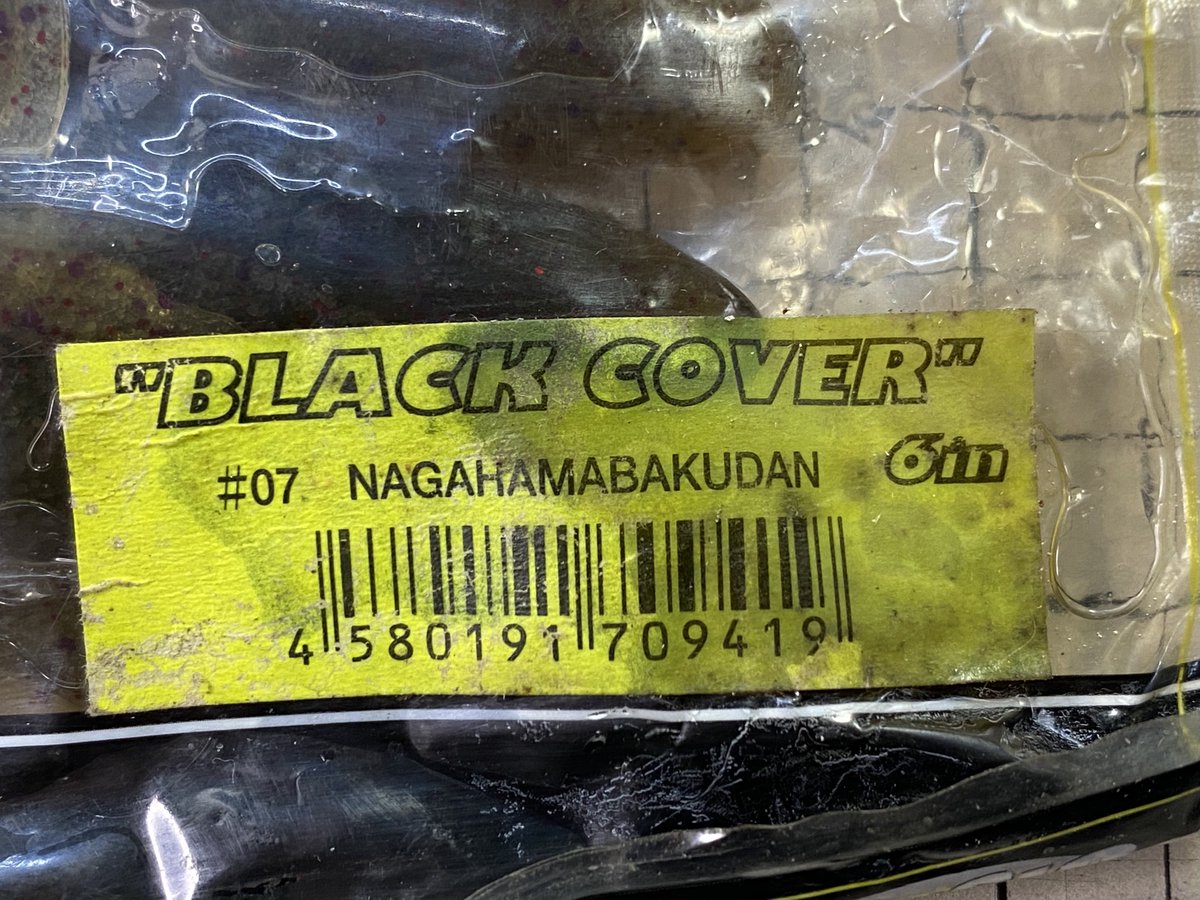 "BLACK COVER"
#07 NAGAHAMABAKUDAN 6in
4 580191 709419